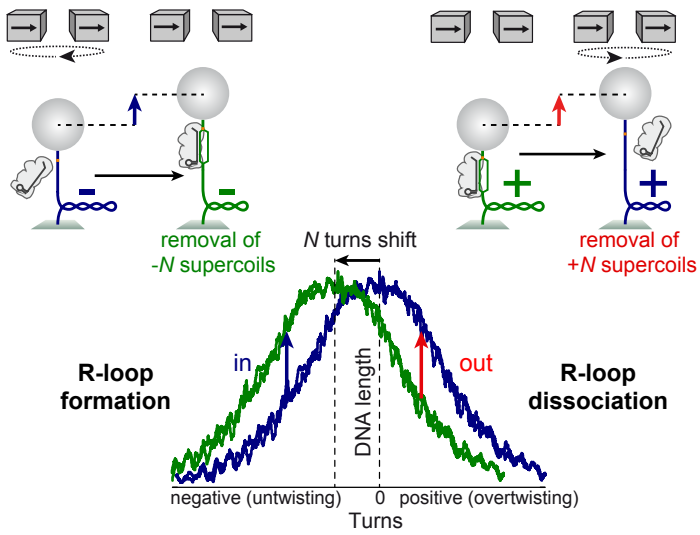 −
−
+
+
removal of
-N supercoils
N turns shift
removal of
+N supercoils
R-loop
formation
in
DNA length
out
R-loop
dissociation
negative (untwisting)
0
positive (overtwisting)
Turns